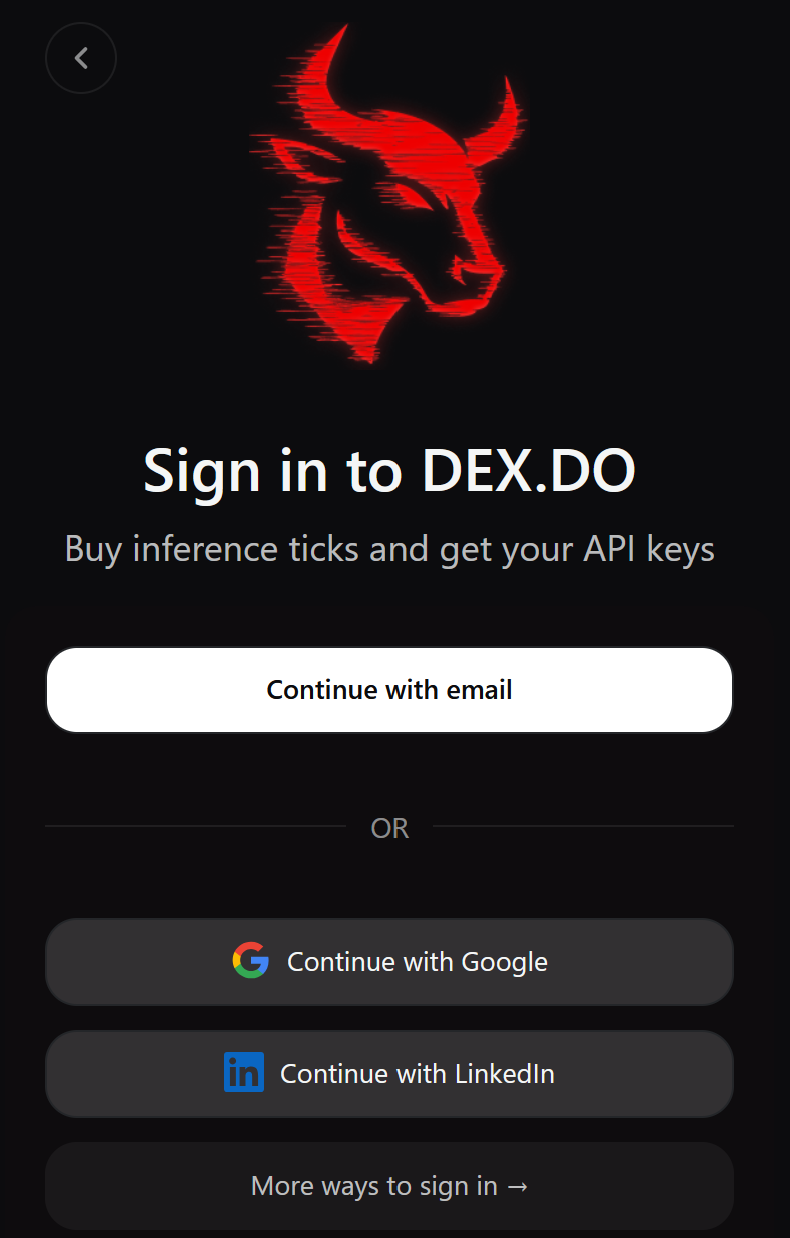 Sign in to DEX.DO
Buy inference ticks and get your API keys
Continue with email
OR
Continue with Google
in
Continue with LinkedIn
More ways to sign in →